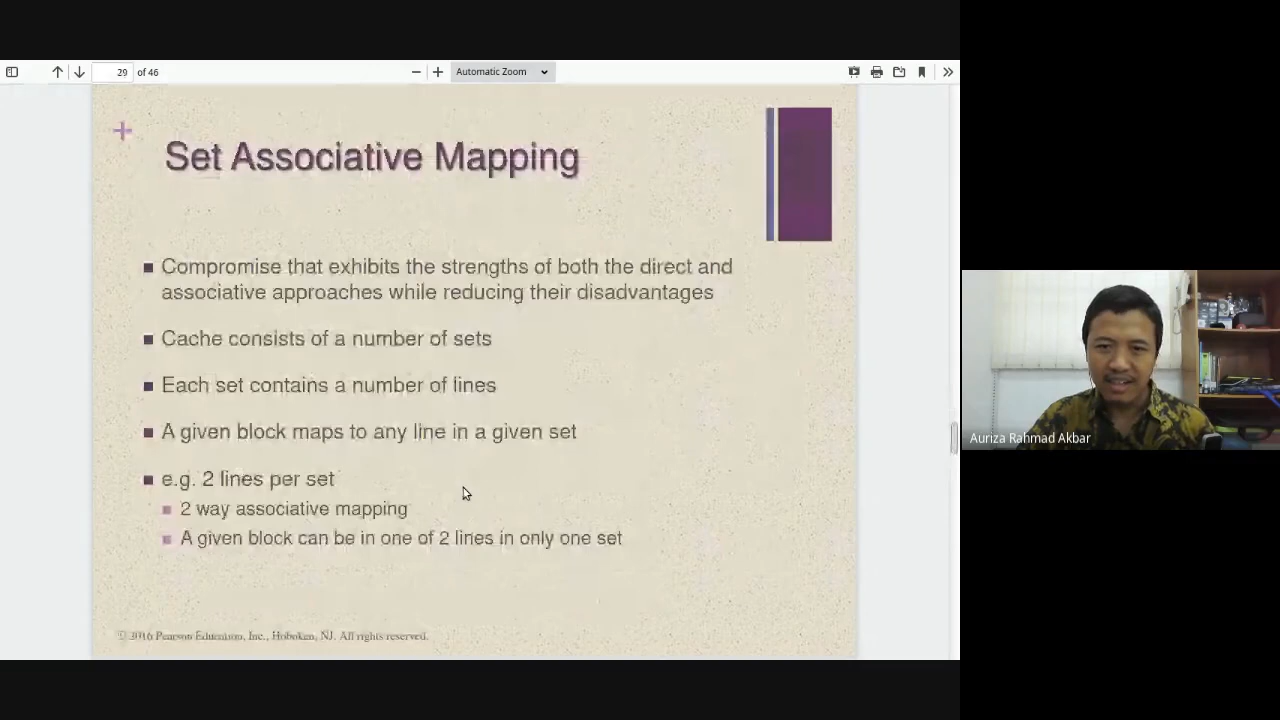 29 of 46
Automatic Zoom
+
Set Associative Mapping
Compromise that exhibits the strengths of both the direct and
associative approaches while reducing their disadvantages
Cache consists of a number of sets
Each set contains a number of lines
A given block maps to any line in a given set
e.g. 2 lines per set
2 way associative mapping
A given block can be in one of 2 lines in only one set
© 2016 Pearson Education, Inc., Hoboken, NJ. All rights reserved.
Auriza Rahmad Akbar